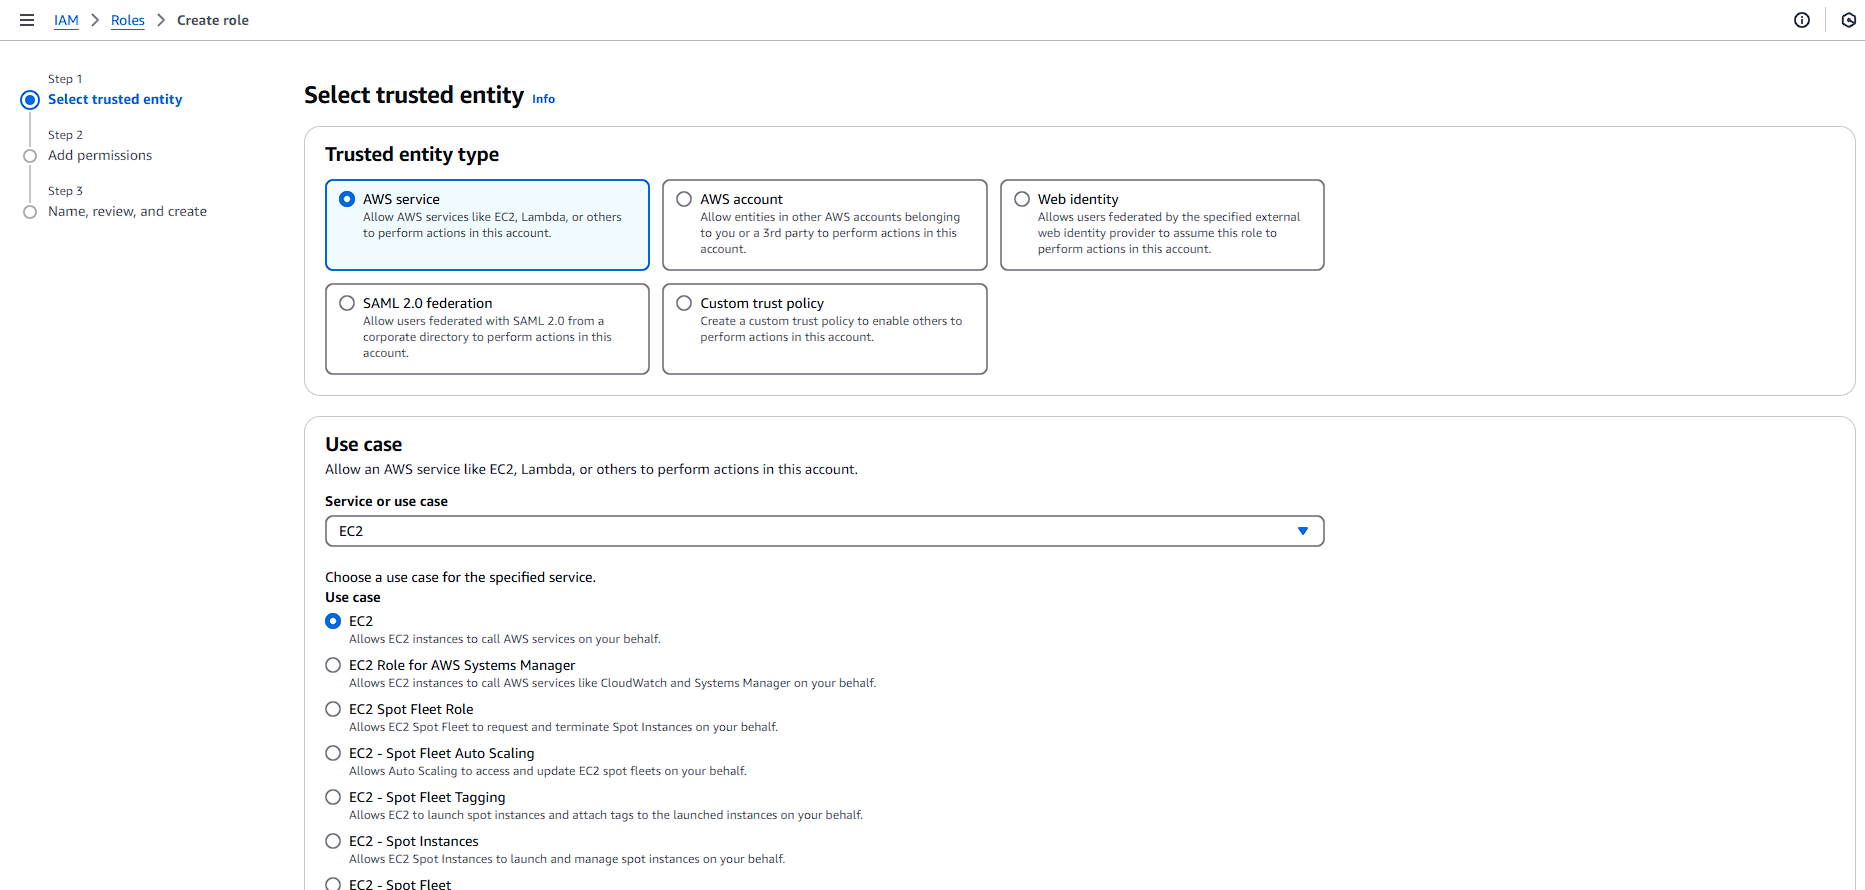 IAM > Roles > Create role
Step 1
Select trusted entity
Step 2
Add permissions
Step 3
Name, review, and create
Select trusted entity Info
Trusted entity type
AWS service
Allow AWS services like EC2, Lambda, or others
to perform actions in this account.
AWS account
Allow entities in other AWS accounts belonging
to you or a 3rd party to perform actions in this
account.
Web identity
Allows users federated by the specified external
web identity provider to assume this role to
perform actions in this account.
SAML 2.0 federation
Allow users federated with SAML 2.0 from a
corporate directory to perform actions in this
account.
Custom trust policy
Create a custom trust policy to enable others to
perform actions in this account.
Use case
Allow an AWS service like EC2, Lambda, or others to perform actions in this account.
Service or use case
EC2
Choose a use case for the specified service.
Use case
EC2
Allows EC2 instances to call AWS services on your behalf.
EC2 Role for AWS Systems Manager
Allows EC2 instances to call AWS services like CloudWatch and Systems Manager on your behalf.
EC2 Spot Fleet Role
Allows EC2 Spot Fleet to request and terminate Spot Instances on your behalf.
EC2 - Spot Fleet Auto Scaling
Allows Auto Scaling to access and update EC2 spot fleets on your behalf.
EC2 - Spot Fleet Tagging
Allows EC2 to launch spot instances and attach tags to the launched instances on your behalf.
EC2 - Spot Instances
Allows EC2 Spot Instances to launch and manage spot instances on your behalf.
EC2 - Spot Fleet